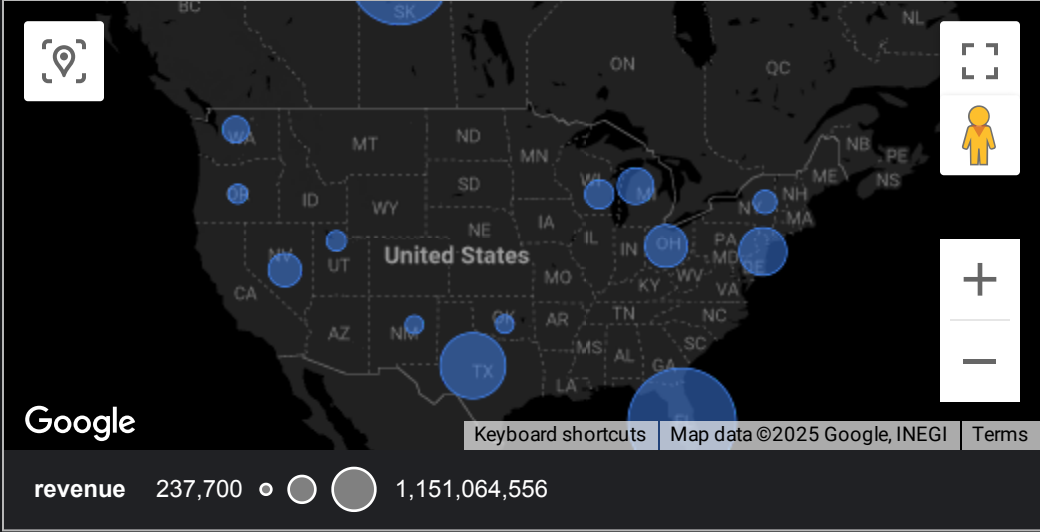 BC
SK
NL
ON
QC
WA
MT
ND
MN
NB
PE
OR
ID
SD
WI
MI
ME
NS
WY
NY
NH
MA
NV
UT
NE
IA
IL
IN
OH
PA
MD
DE
United States
CA
MO
KY
WV
VA
AZ
NM
OK
AR
TN
NC
TX
MS
AL
GA
SC
LA
FL
Google
Keyboard shortcuts
Map data ©2025 Google, INEGI
Terms
revenue 237,700 1,151,064,556